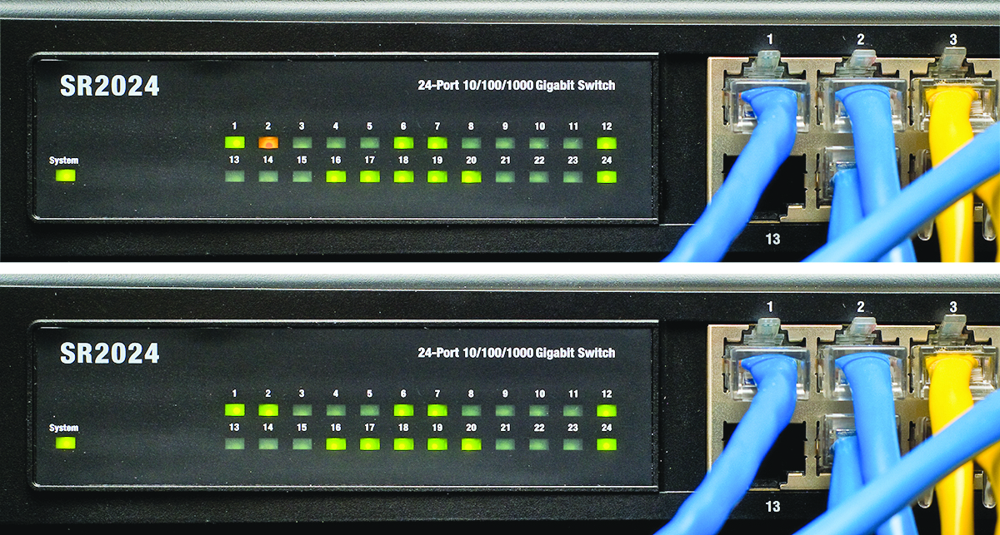 1 2 3
SR2024
24-Port 10/100/1000 Gigabit Switch
1 2 3 4 5 6 7 8 9 10 11 12
System
13 14 15 16 17 18 19 20 21 22 23 24
13
1 2 3
SR2024
24-Port 10/100/1000 Gigabit Switch
1 2 3 4 5 6 7 8 9 10 11 12
System
13 14 15 16 17 18 19 20 21 22 23 24
13